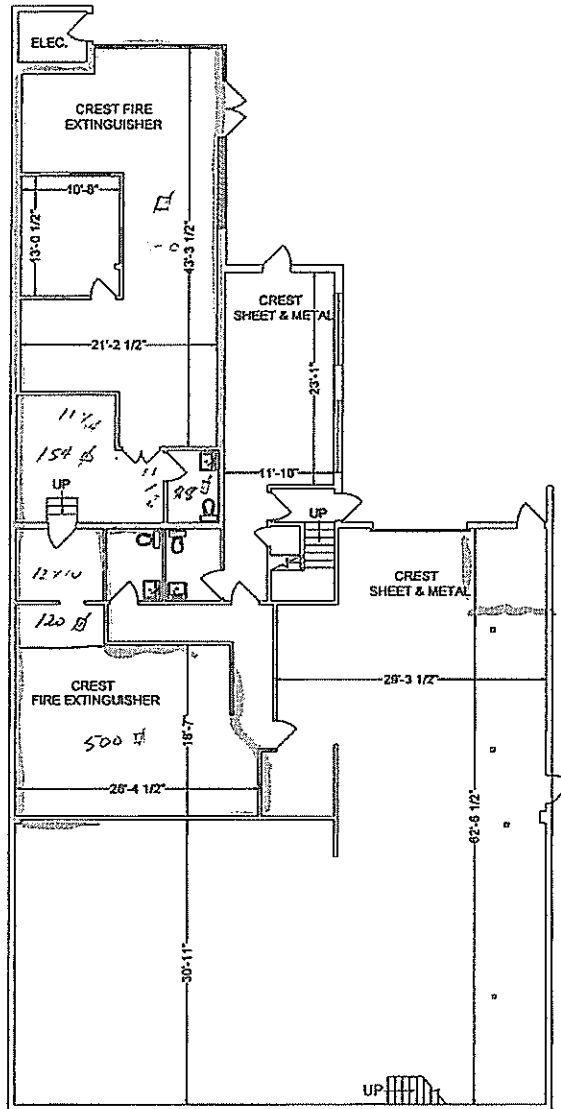 ELEC.
CREST FIRE
EXTINGUISHER
10'-8"
13'-0 1/2"
43'-3 1/2"
CREST
SHEET & METAL
21'-2 1/2"
23'-1"
154
11'-10"
UP
UP
12x10
CREST
SHEET & METAL
120
29'-3 1/2"
CREST
FIRE EXTINGUISHER
18'-7"
500
26'-4 1/2"
62'-6 1/2"
30'-11"
UP